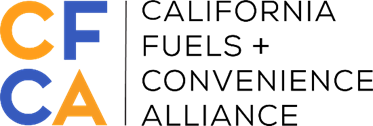 CF
CA
CALIFORNIA
FUELS +
CONVENIENCE
ALLIANCE